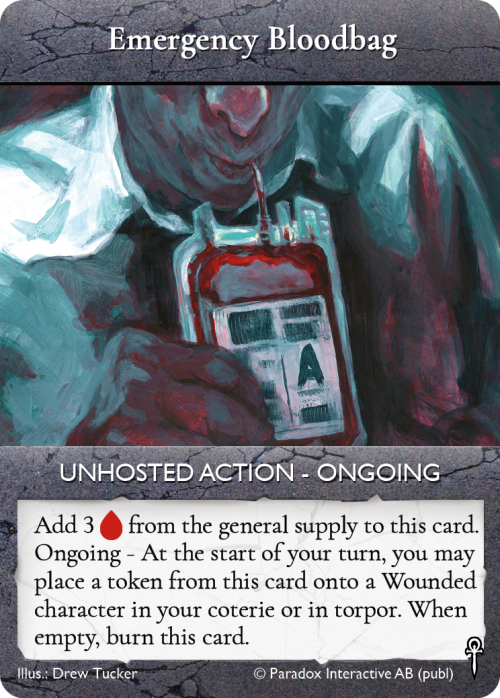 Emergency Bloodbag
A
UNHOSTED ACTION - ONGOING
Add 3 from the general supply to this card.
Ongoing - At the start of your turn, you may
place a token from this card onto a Wounded
character in your coterie or in torpor. When
empty, burn this card.
Illus.: Drew Tucker © Paradox Interactive AB (publ)